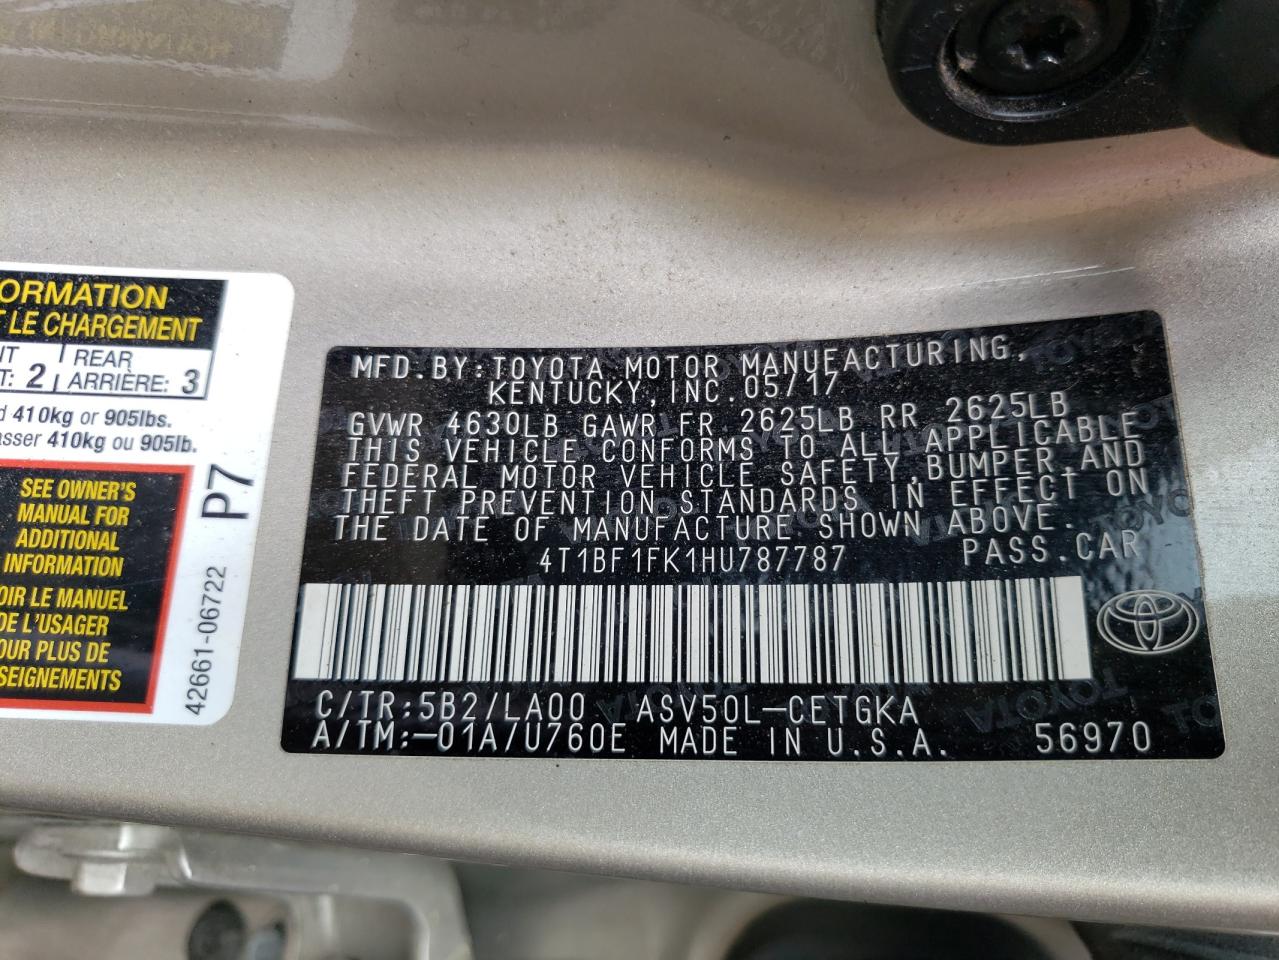 ORMATION
T LE CHARGEMENT
NT 2 REAR
T: ARRIÈRE: 3
d 410kg or 905lbs.
asser 410kg ou 905lb.
SEE OWNER'S
MANUAL FOR
ADDITIONAL
INFORMATION
OIR LE MANUEL
DE L'USAGER
OUR PLUS DE
SEIGNEMENTS
P7
42661-06722
MFD.BY:TOYOTA MOTOR MANUFACTURING,
KENTUCKY,INC.05/17
GVWR 4630LB GAWR FR 2625LB RR 2625LB
THIS VEHICLE CONFORMS TO ALL APPLICABLE
FEDERAL MOTOR VEHICLE SAFETY,BUMPER,AND
THEFT PREVENTION STANDARDS IN EFFECT ON
THE DATE OF MANUFACTURE SHOWN ABOVE.
4T1BF1FK1HU787787 PASS.CAR
C/TR:5B2/LA00 ASV50L-CETGKA
A/TM:-01A/U760E MADE IN U.S.A. 56970